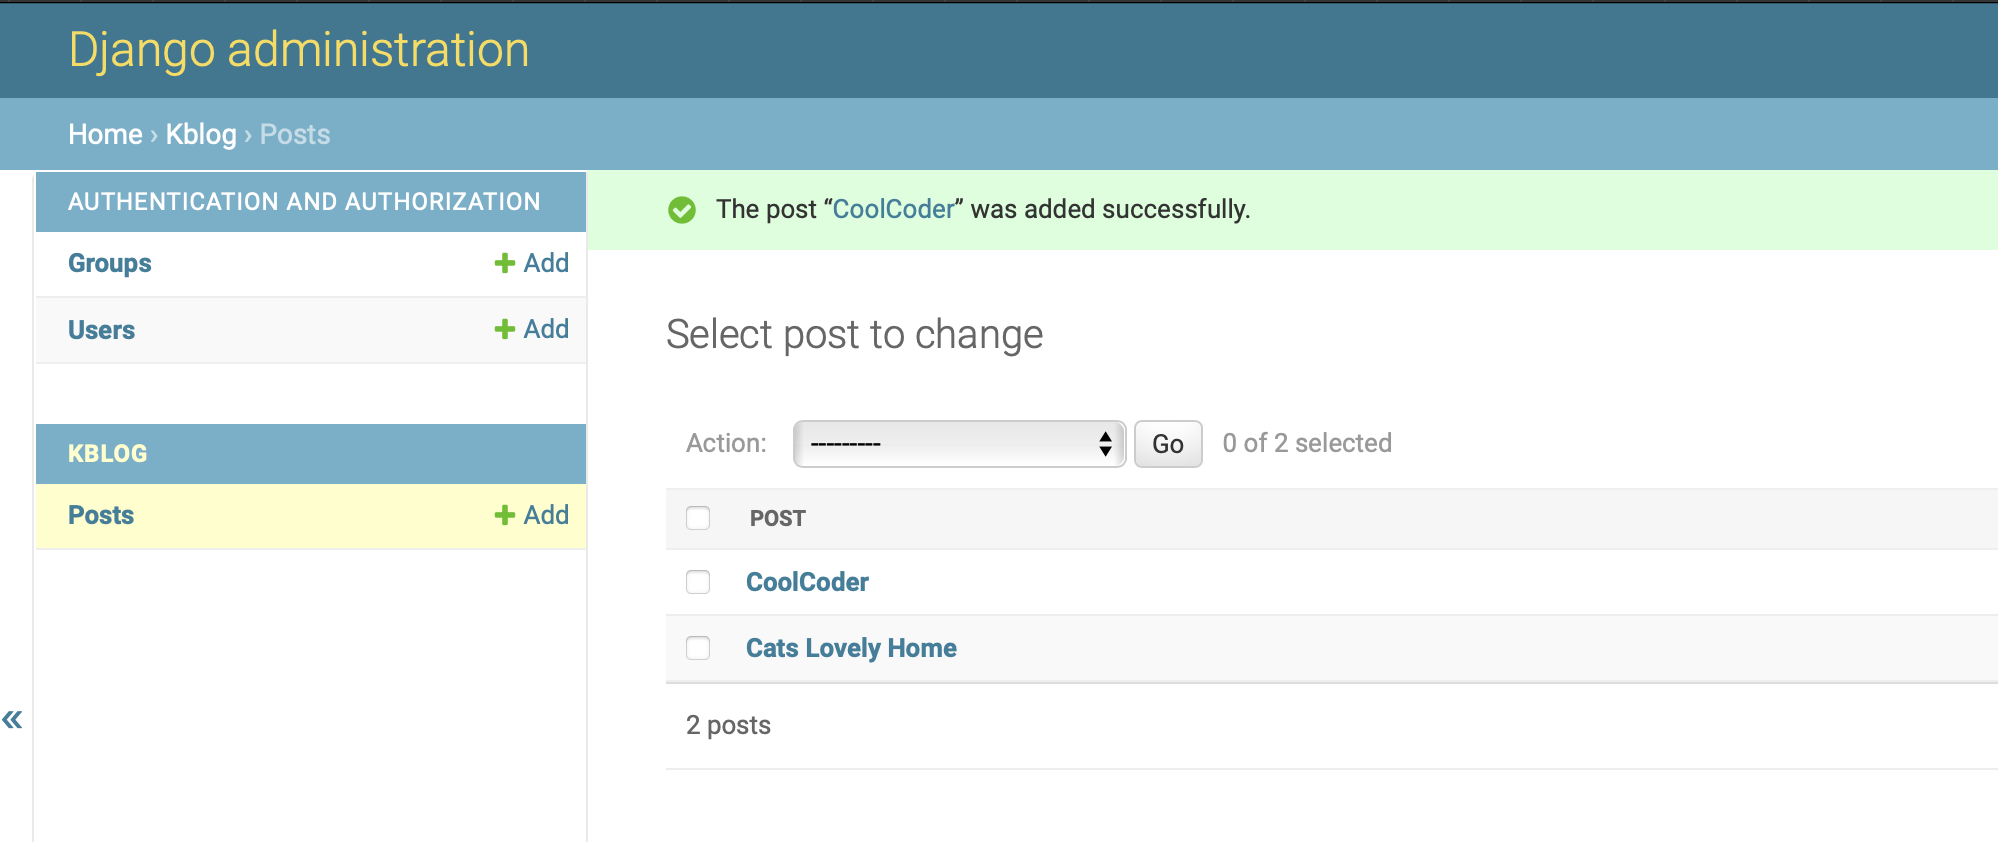 Django administration
Home › Kblog › Posts
AUTHENTICATION AND AUTHORIZATION
Groups + Add
Users + Add
KBLOG
Posts + Add
«
The post “CoolCoder” was added successfully.
Select post to change
Action: --------- Go 0 of 2 selected
POST
CoolCoder
Cats Lovely Home
2 posts